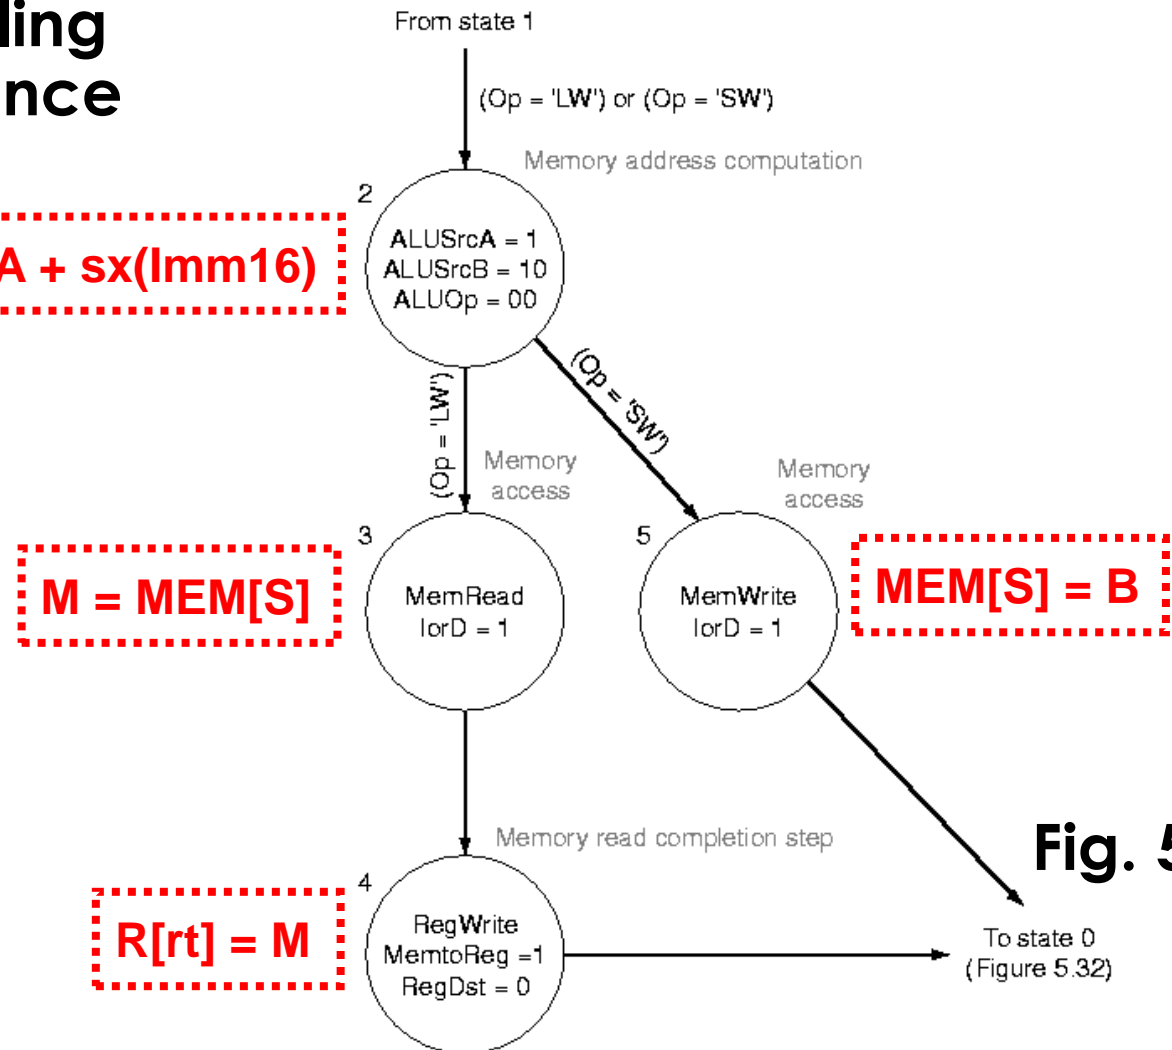 ling
nce
From state 1
(Op = 'LW') or (Op = 'SW')
Memory address computation
2
ALUSrcA = 1
ALUSrcB = 10
ALUOp = 00
A + sx(Imm16)
(Op = 'LW')
(Op = 'SW')
Memory
access
Memory
access
3
MemRead
IorD = 1
M = MEM[S]
5
MemWrite
IorD = 1
MEM[S] = B
Memory read completion step
Fig. 5
4
RegWrite
MemtoReg =1
RegDst = 0
R[rt] = M
To state 0
(Figure 5.32)